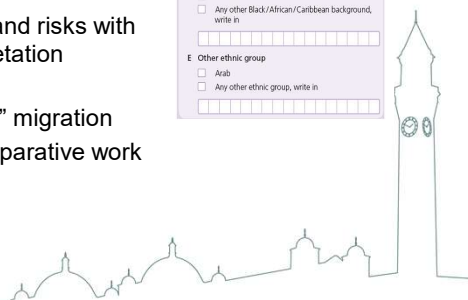 and risks with
etation
” migration
parative work
Any other Black/African/Caribbean background,
write in
E Other ethnic group
Arab
Any other ethnic group, write in